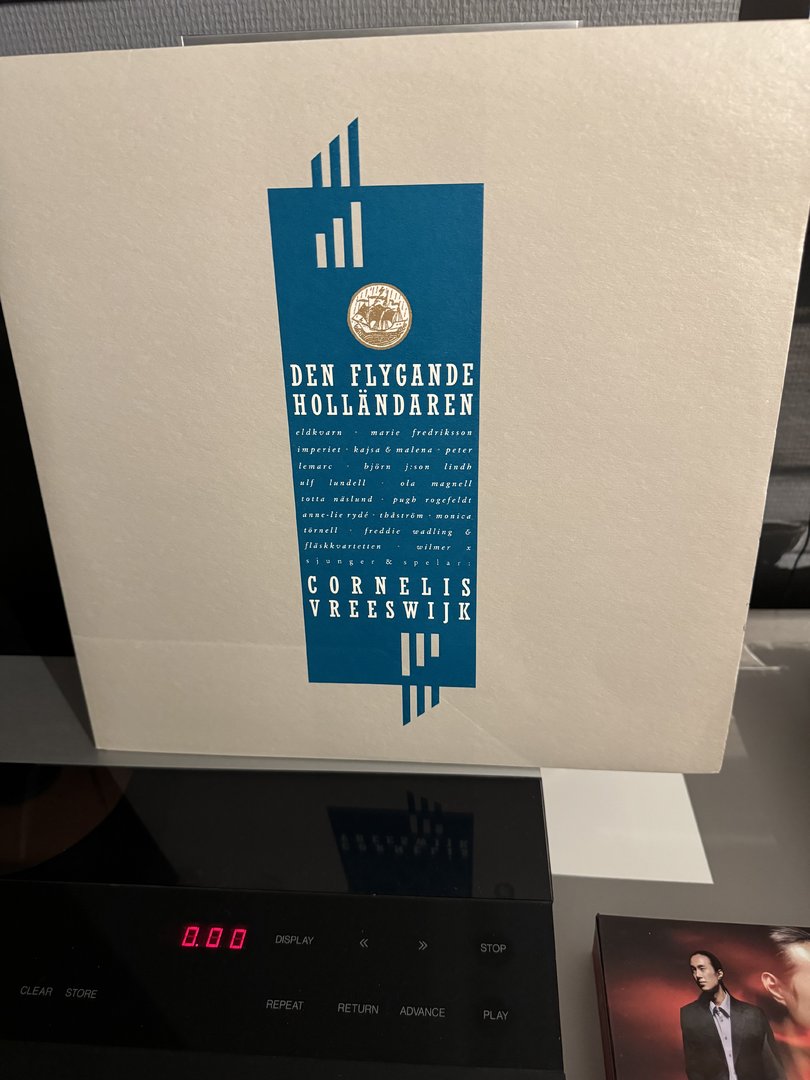 DEN FLYGANDE
HOLLÄNDAREN
eldkvarn · marie fredriksson
imperiet · kajsa & malena · peter
lemarc · björn j:son lindh
ulf lundell · ola magnell
totta näslund · pugh rogefeldt
anne-lie rydé · thåström · monica
törnell · freddie wadling &
fläskkvartetten · wilmer x
sjunger & spelar:
CORNELIS
VREESWIJK
0.00 DISPLAY « » STOP
CLEAR STORE REPEAT RETURN ADVANCE PLAY